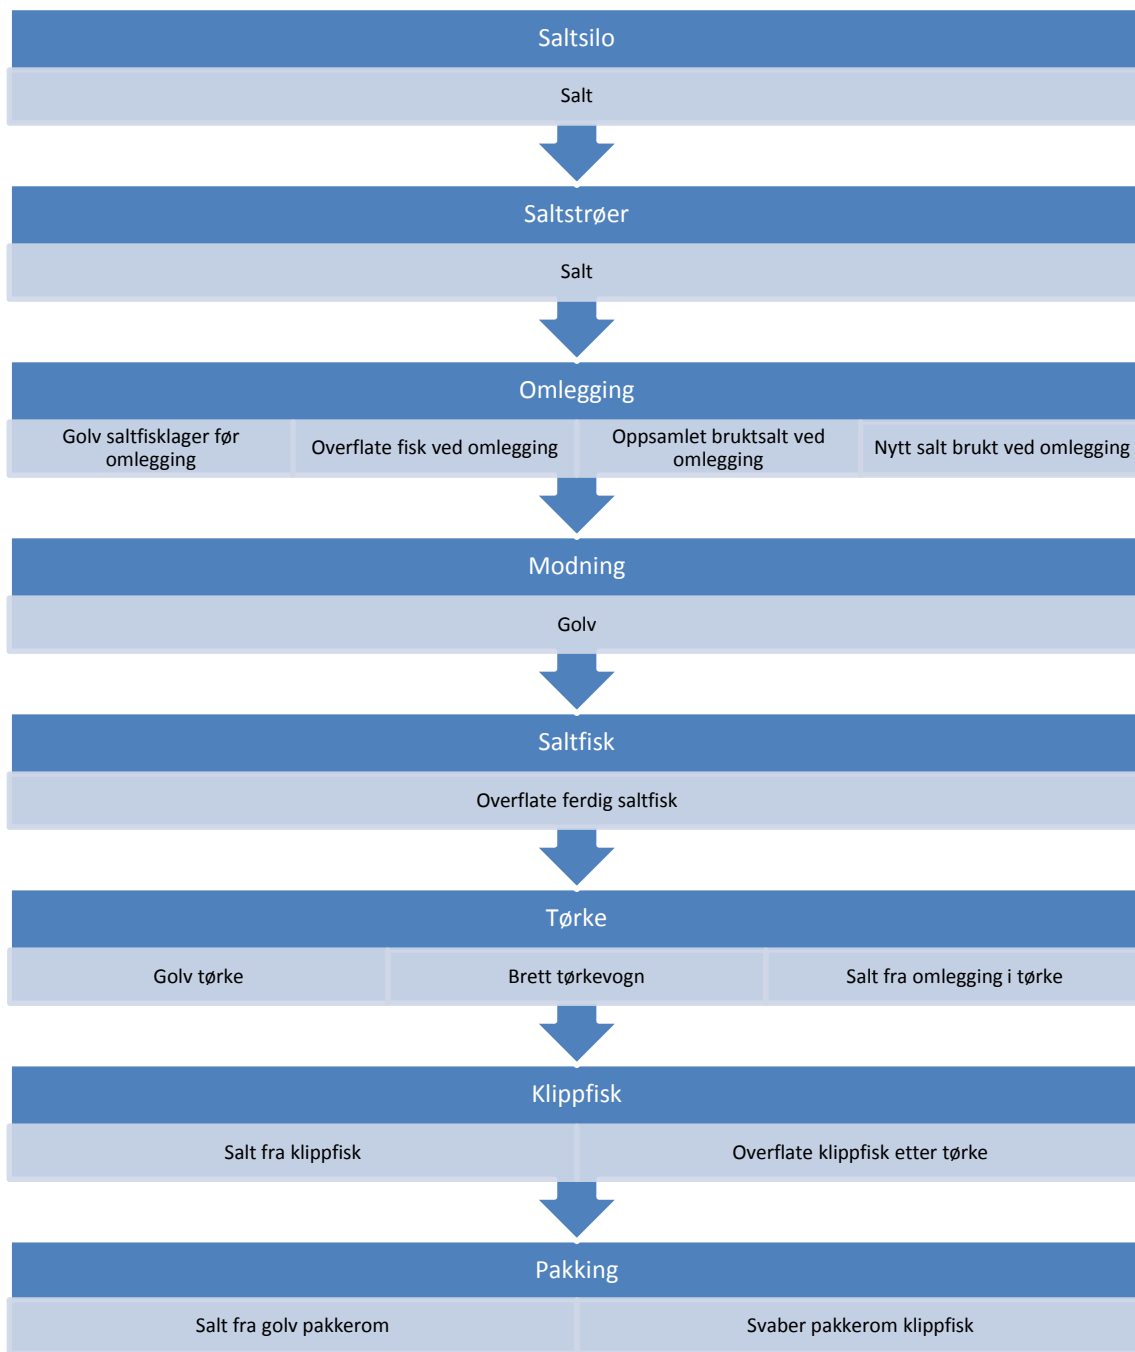 Saltsilo
Salt
Saltstrøer
Salt
Omlegging
Golv saltfisklager før
omlegging
Overflate fisk ved omlegging
Oppsamlet bruktsalt ved
omlegging
Nytt salt brukt ved omlegging
Modning
Golv
Saltfisk
Overflate ferdig saltfisk
Tørke
Golv tørke
Brett tørkevogn
Salt fra omlegging i tørke
Klippfisk
Salt fra klippfisk
Overflate klippfisk etter tørke
Pakking
Salt fra golv pakkerom
Svaber pakkerom klippfisk